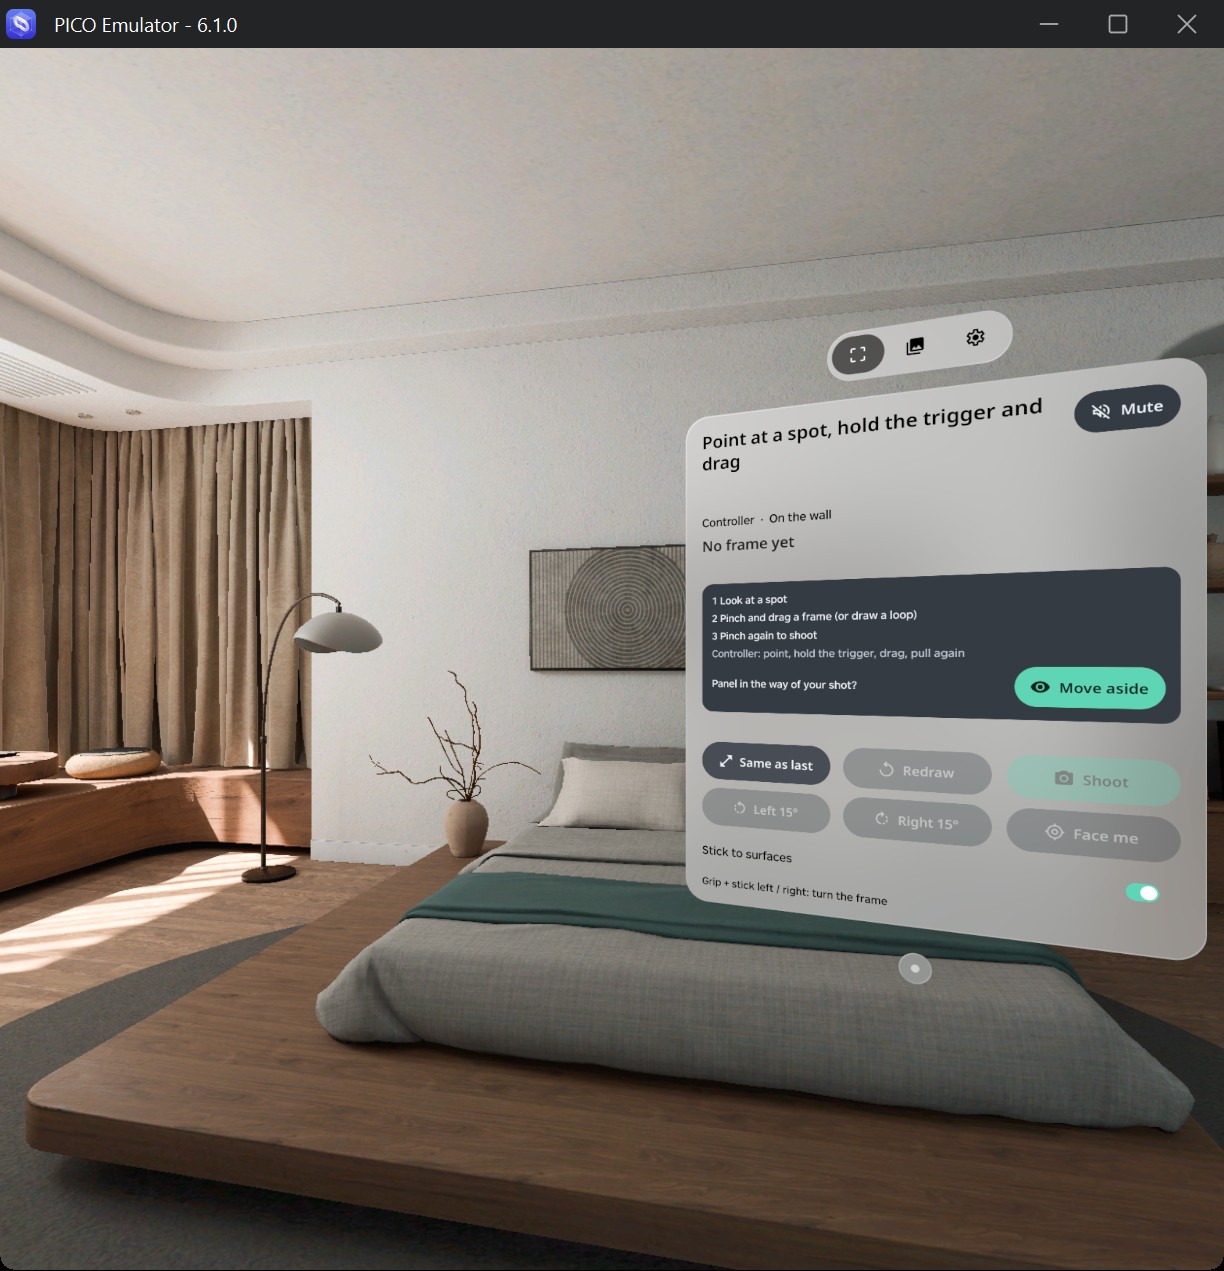 PICO Emulator - 6.1.0
Point at a spot, hold the trigger and
drag
Mute
Controller · On the wall
No frame yet
1 Look at a spot
2 Pinch and drag a frame (or draw a loop)
3 Pinch again to shoot
Controller: point, hold the trigger, drag, pull again
Panel in the way of your shot?
Move aside
Same as last
Redraw
Shoot
Left 15°
Right 15°
Face me
Stick to surfaces
Grip + stick left / right: turn the frame